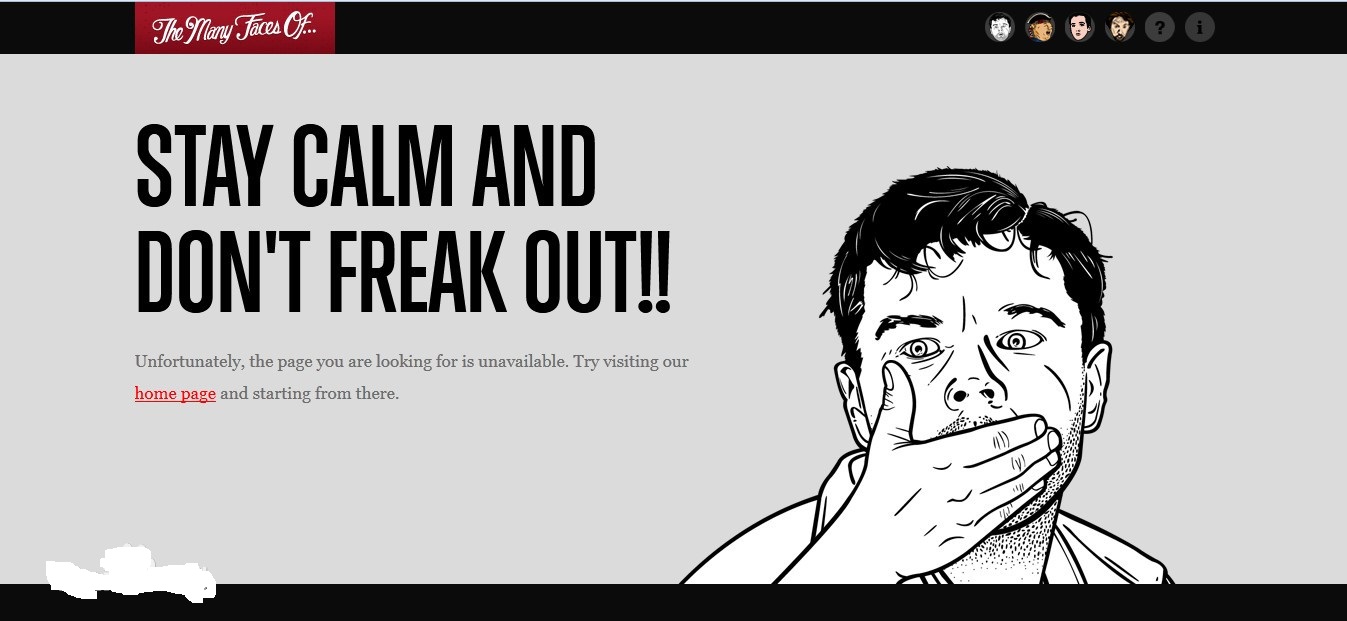 The Many Faces Of...
?
i
STAY CALM AND
DON'T FREAK OUT!!
Unfortunately, the page you are looking for is unavailable. Try visiting our
home page and starting from there.